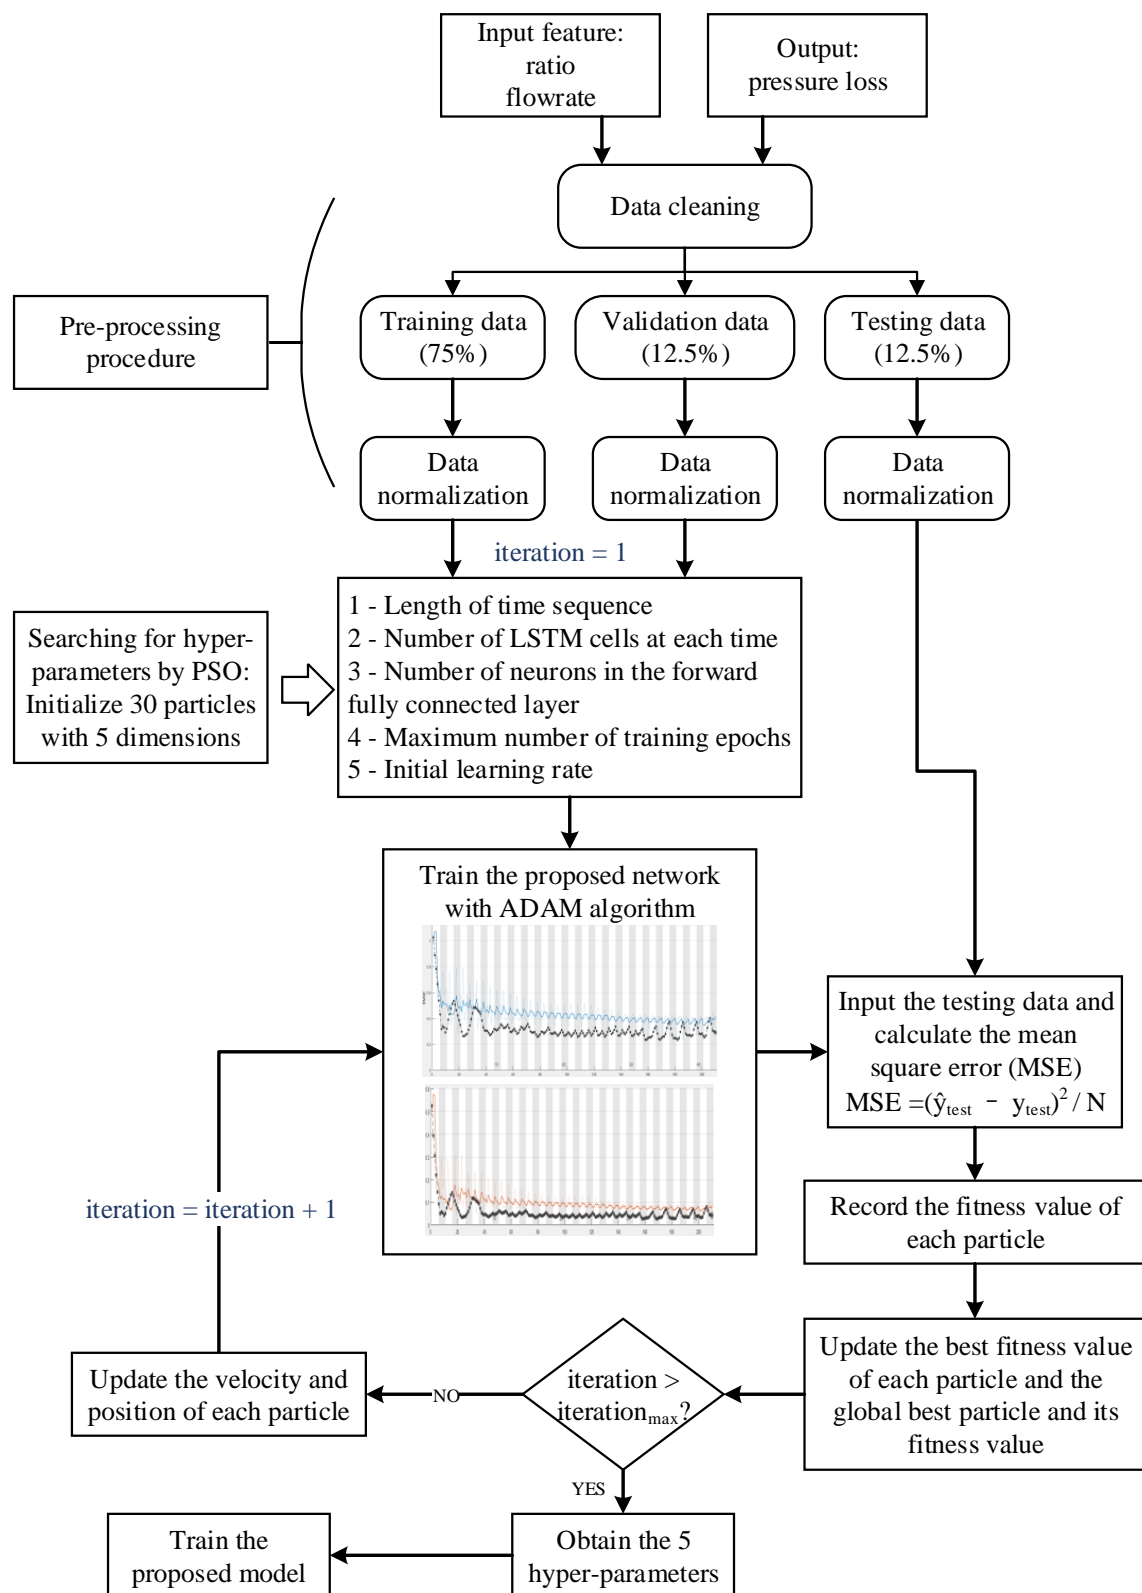 Input feature:
ratio
flowrate
Output:
pressure loss
Data cleaning
Pre-processing
procedure
Training data
(75%)
Validation data
(12.5%)
Testing data
(12.5%)
Data
normalization
Data
normalization
Data
normalization
iteration = 1
Searching for hyper-
parameters by PSO:
Initialize 30 particles
with 5 dimensions
1 - Length of time sequence
2 - Number of LSTM cells at each time
3 - Number of neurons in the forward
fully connected layer
4 - Maximum number of training epochs
5 - Initial learning rate
Train the proposed network
with ADAM algorithm
Input the testing data and
calculate the mean
square error (MSE)
MSE =(ŷtest − ytest)² / N
iteration = iteration + 1
Record the fitness value of
each particle
Update the best fitness value
of each particle and the
global best particle and its
fitness value
iteration >
iterationmax?
NO
Update the velocity and
position of each particle
YES
Obtain the 5
hyper-parameters
Train the
proposed model